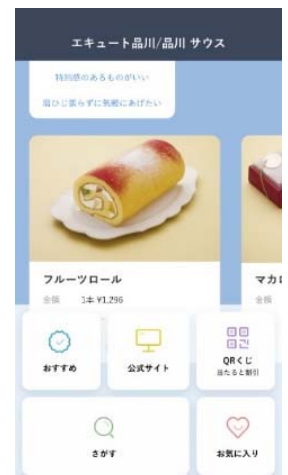 エキュート品川/品川 サウス
特別感のあるものがいい
肩ひじ張らずに気軽にあげたい
フルーツロール
マカロ
金額 1本 ¥1,296
金額
おすすめ
公式サイト
QRくじ
当たると割引
さがす
お気に入り